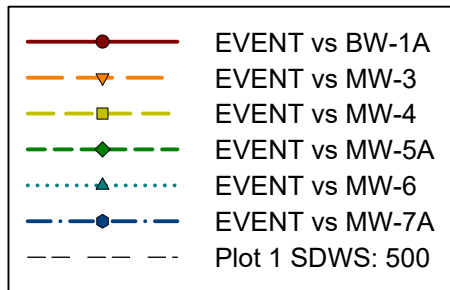 EVENT vs BW-1A
EVENT vs MW-3
EVENT vs MW-4
EVENT vs MW-5A
EVENT vs MW-6
EVENT vs MW-7A
Plot 1 SDWS: 500